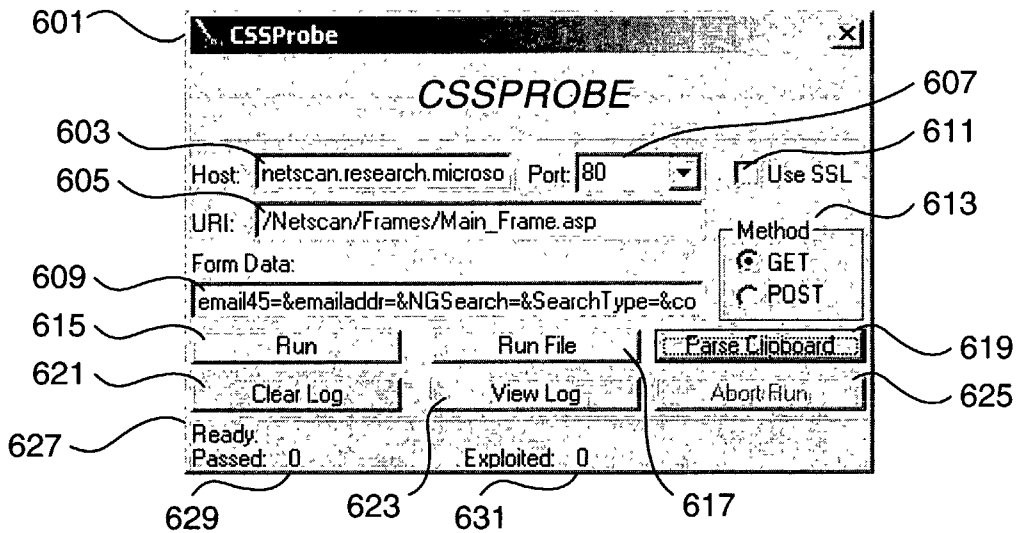 601
CSSProbe
CSSPROBE
607
603
611
Host: netscan.research.microso Port: 80 Use SSL
605
URI: /Netscan/Frames/Main_Frame.asp
613
Method
Form Data:
GET
609
email45=&emailaddr=&NGSearch=&SearchType=&co
POST
615
Run Run File Parse Clipboard
619
621
Clear Log View Log Abort Run
625
627
Ready.
Passed: 0 Exploited: 0
629 623 631 617